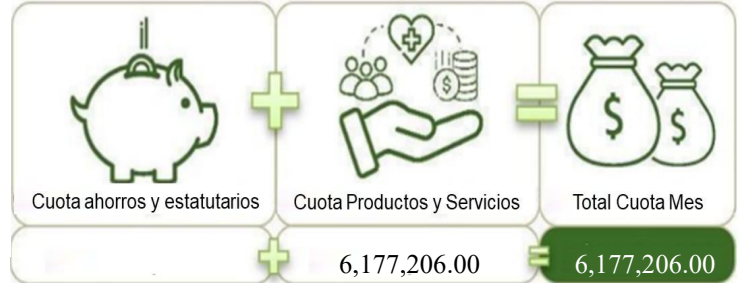 Cuota ahorros y estatutarios
Cuota Productos y Servicios
Total Cuota Mes
+
6,177,206.00
=
6,177,206.00